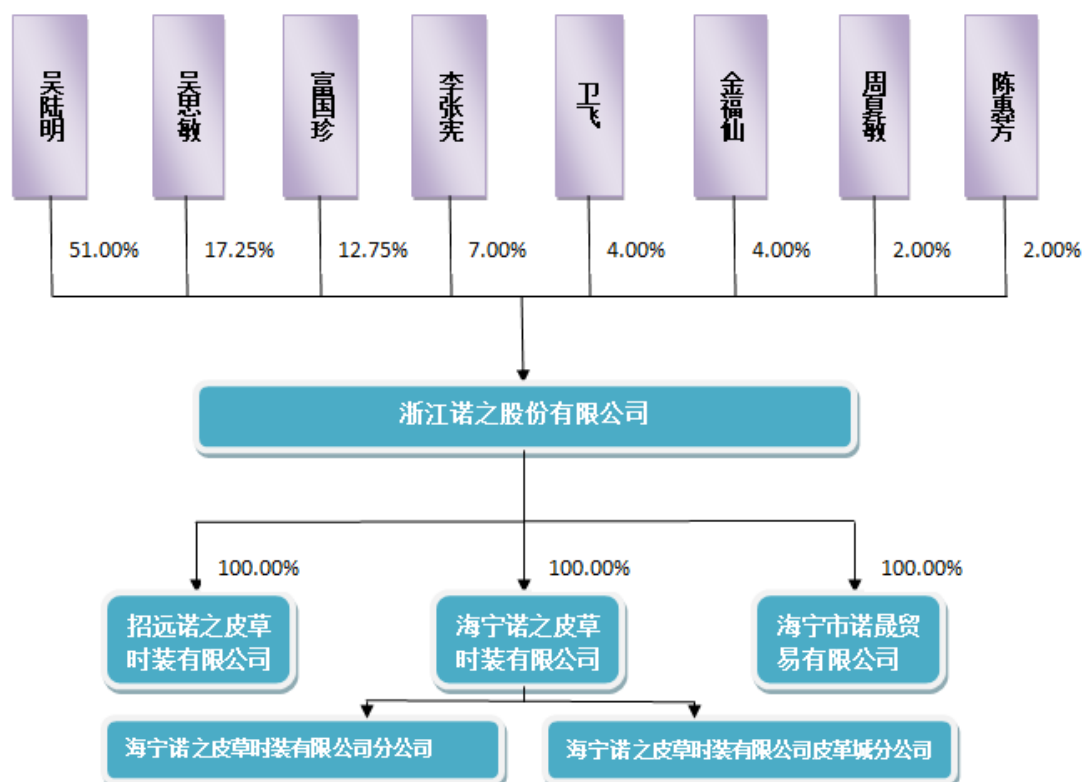 吴陆明
吴思敏
富国珍
李张宪
卫飞
金福仙
周夏敏
陈惠芳
51.00%
17.25%
12.75%
7.00%
4.00%
4.00%
2.00%
2.00%
浙江诺之股份有限公司
100.00%
100.00%
100.00%
招远诺之皮草
时装有限公司
海宁诺之皮草
时装有限公司
海宁市诺晟贸
易有限公司
海宁诺之皮草时装有限公司分公司
海宁诺之皮草时装有限公司皮革城分公司